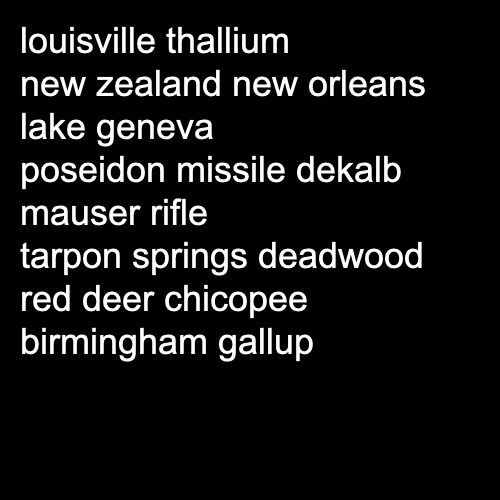 louisville thallium
new zealand new orleans
lake geneva
poseidon missile dekalb
mauser rifle
tarpon springs deadwood
red deer chicopee
birmingham gallup